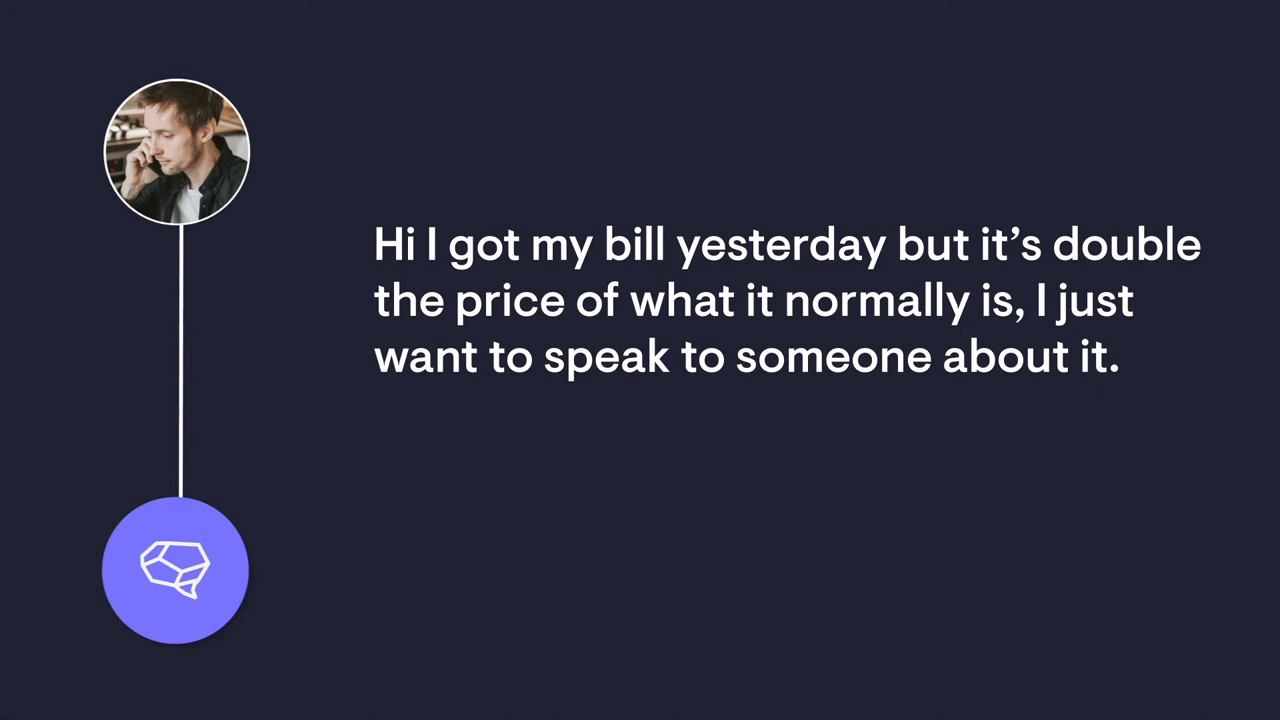 Hi I got my bill yesterday but it’s double
the price of what it normally is, I just
want to speak to someone about it.